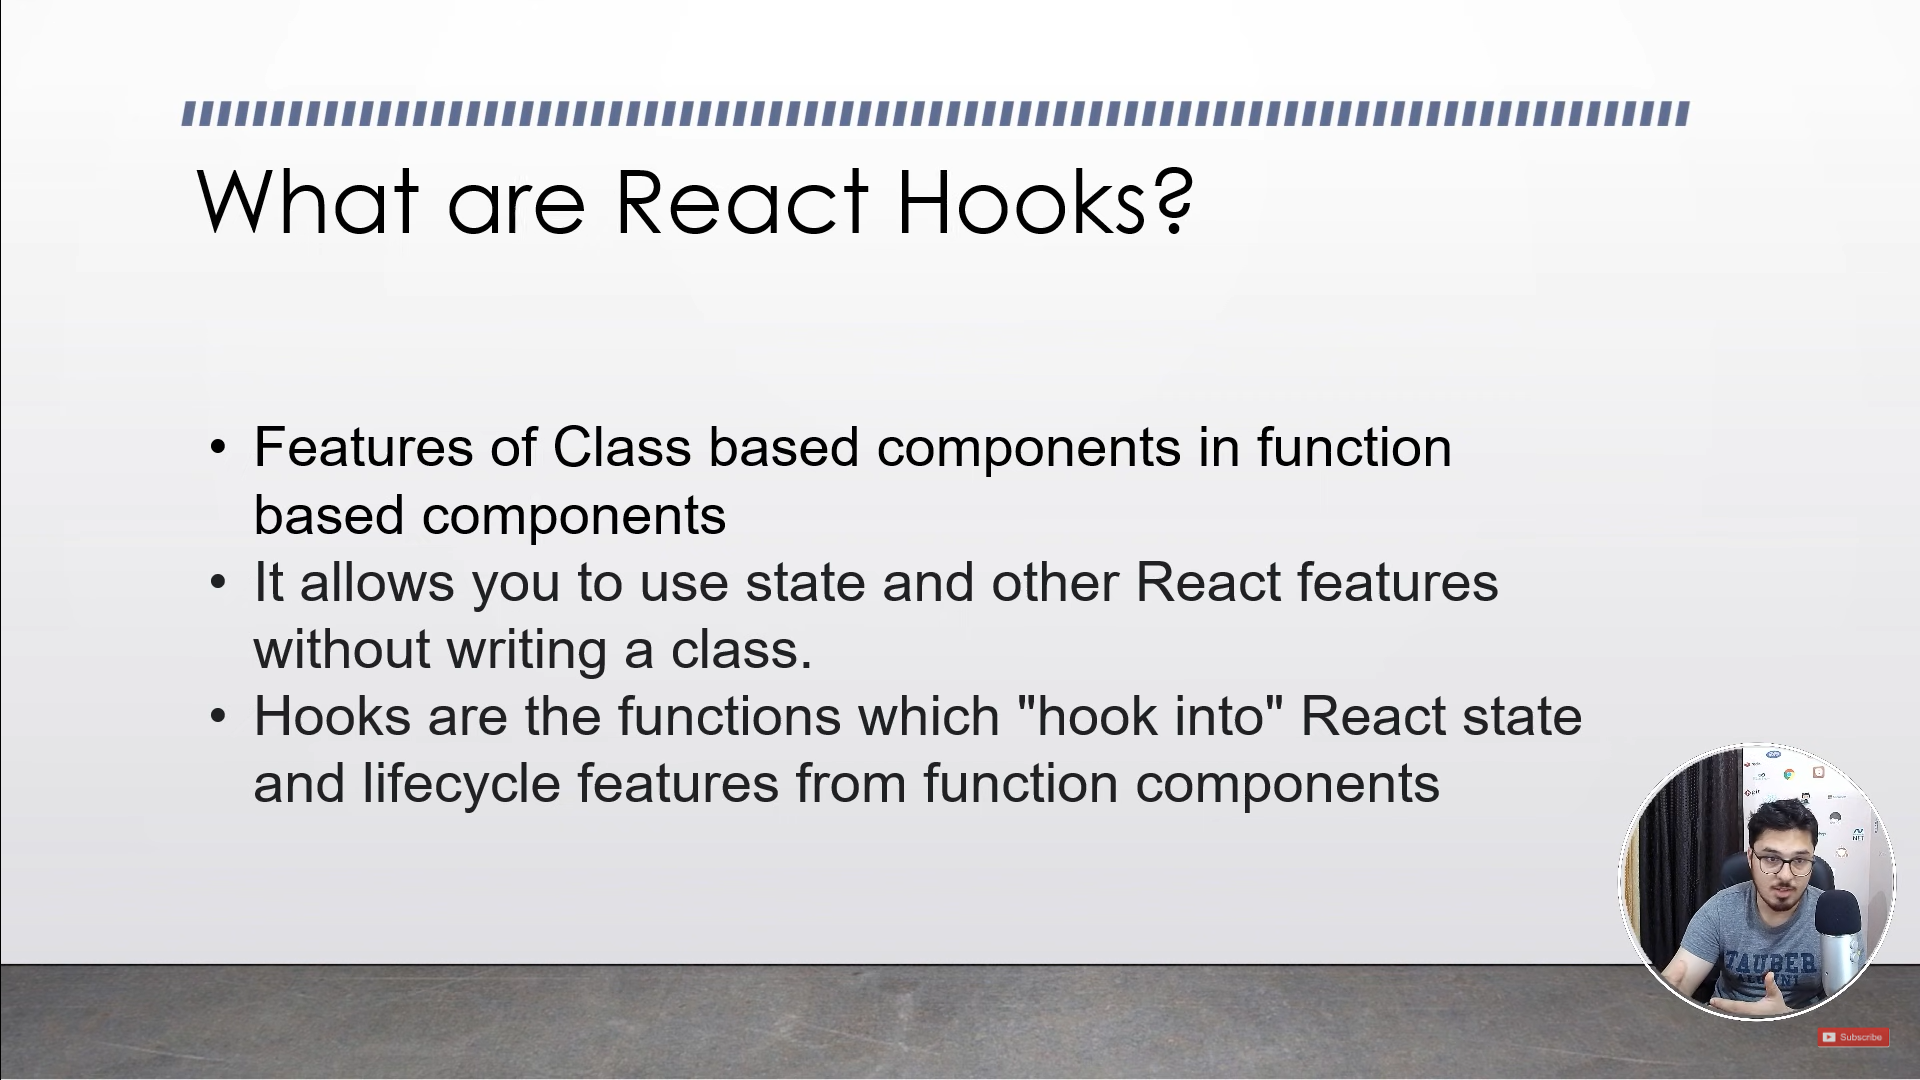 What are React Hooks?
• Features of Class based components in function
based components
• It allows you to use state and other React features
without writing a class.
• Hooks are the functions which "hook into" React state
and lifecycle features from function components
ZAUBER
Subscribe